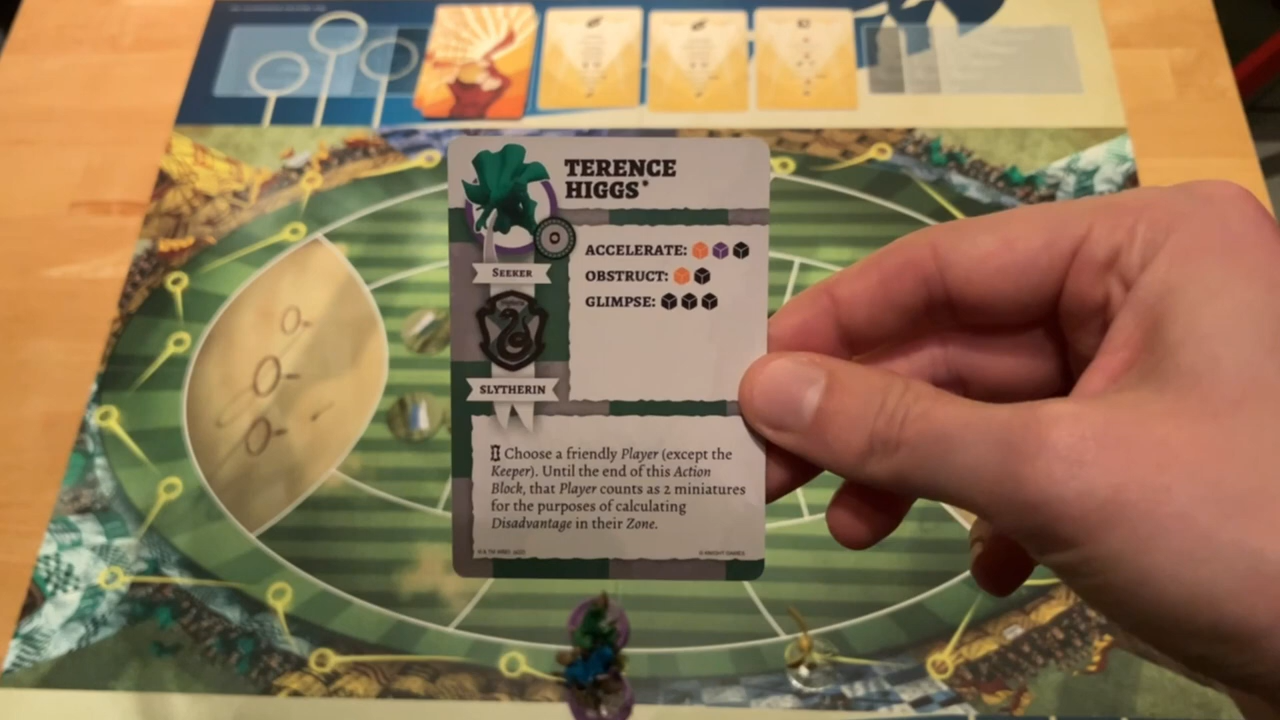 TERENCE
HIGGS*
0
ACCELERATE:
OBSTRUCT:
GLIMPSE:
SEEKER
SLYTHERIN
Choose a friendly Player (except the
Keeper). Until the end of this Action
Block, that Player counts as 2 miniatures
for the purposes of calculating
Disadvantage in their Zone.
© KNIGHT GAMES